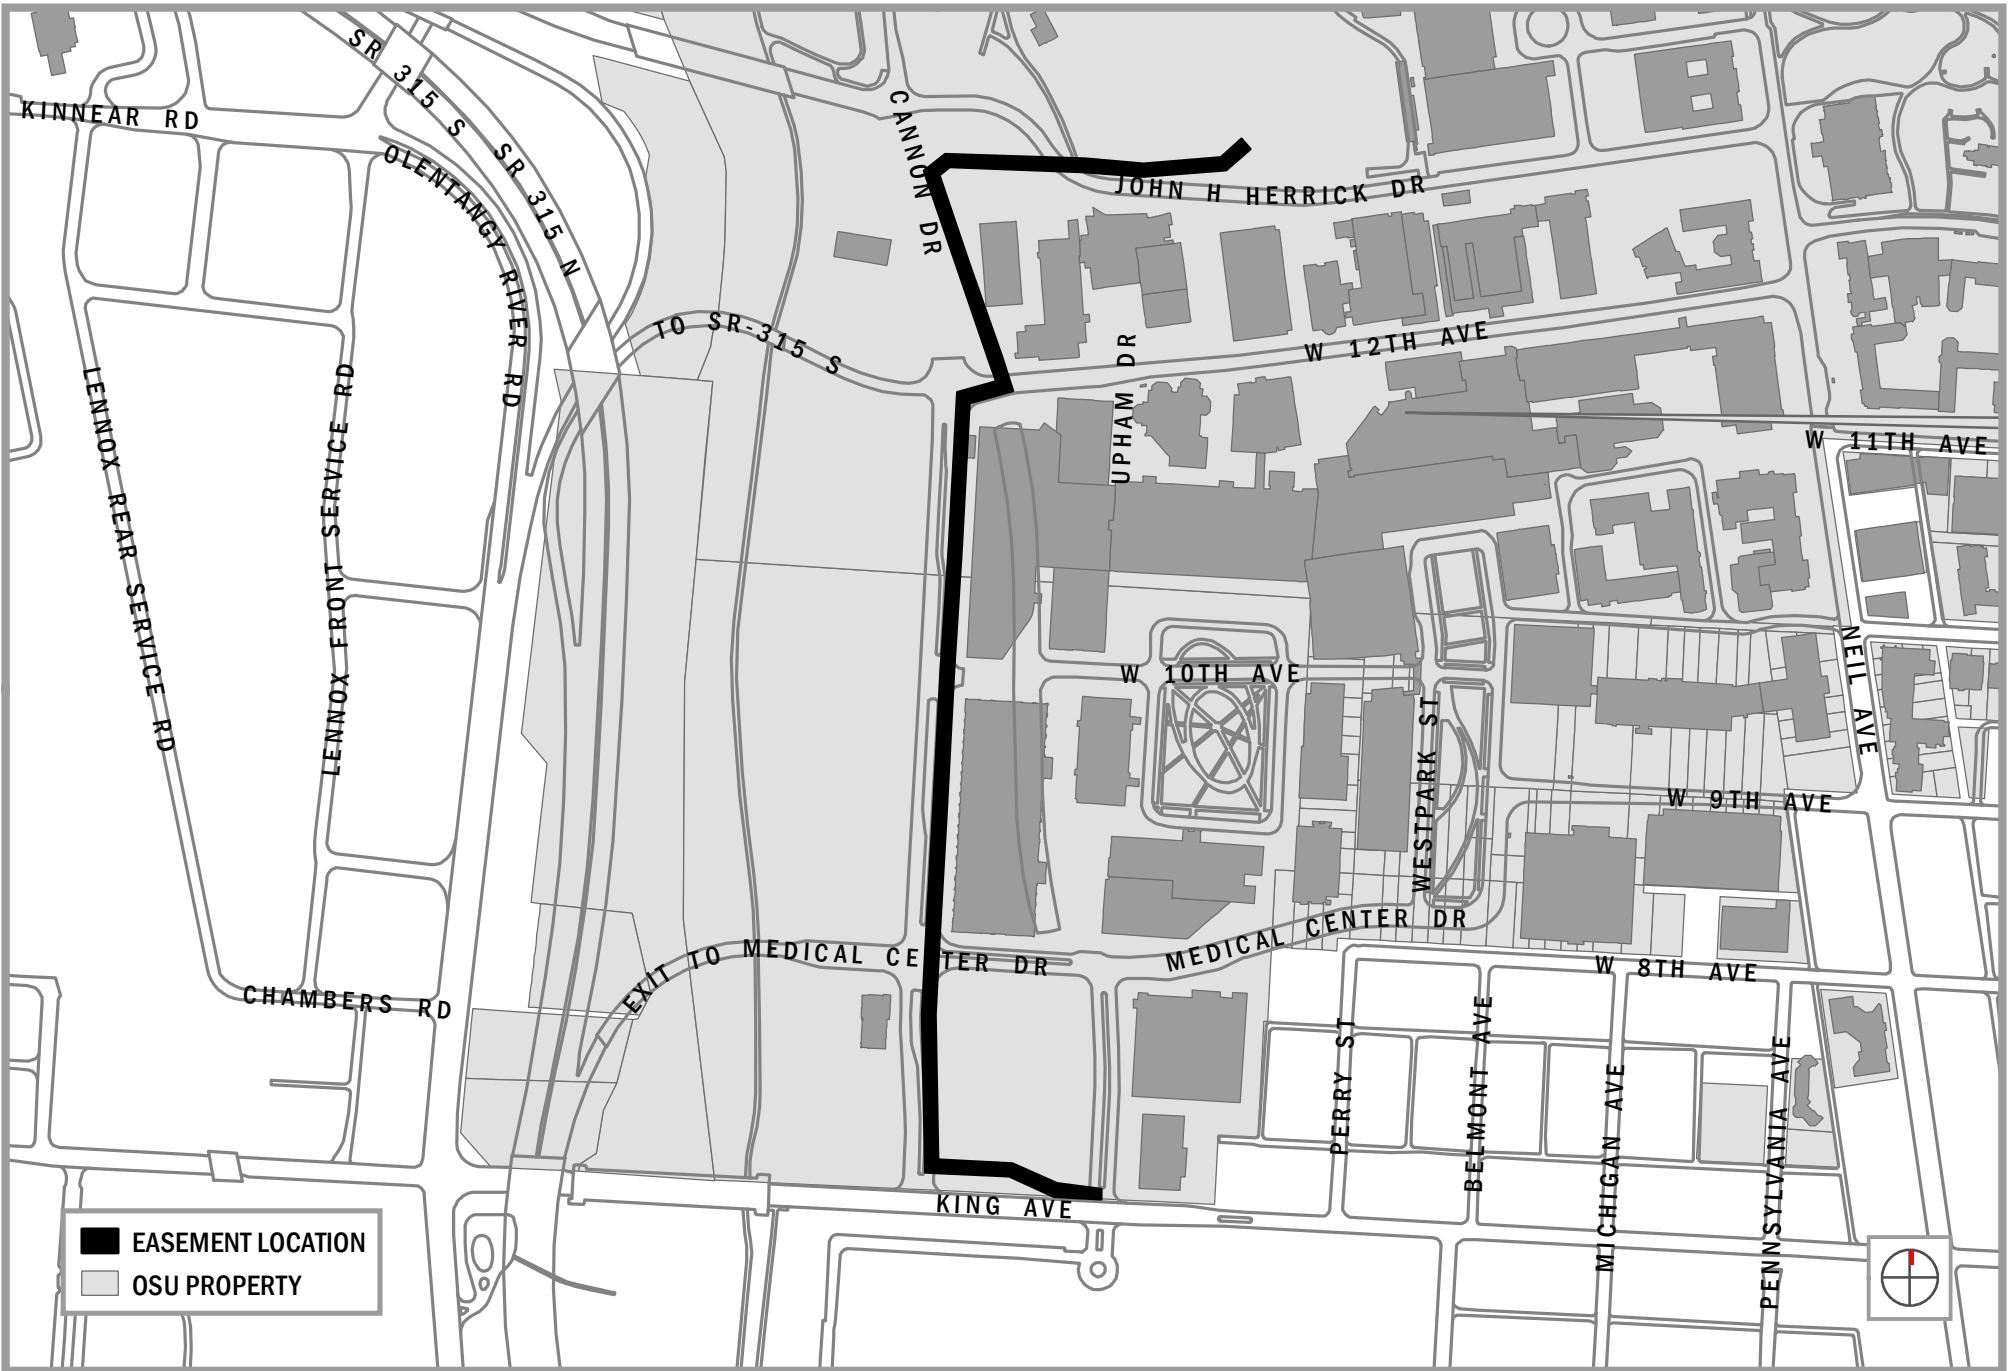 SR 315 S
SR 315 N
KINNEAR RD
OLENTANGY RIVER RD
CANNON DR
JOHN H HERRICK DR
TO SR-315 S
W 12TH AVE
UPHAM DR
LENNOX REAR SERVICE RD
LENNOX FRONT SERVICE RD
W 11TH AVE
W 10TH AVE
NEIL AVE
WESTPARK ST
W 9TH AVE
MEDICAL CENTER DR
EXIT TO MEDICAL CENTER DR
W 8TH AVE
CHAMBERS RD
PERRY ST
BELMONT AVE
MICHIGAN AVE
PENNSYLVANIA AVE
KING AVE
EASEMENT LOCATION
OSU PROPERTY